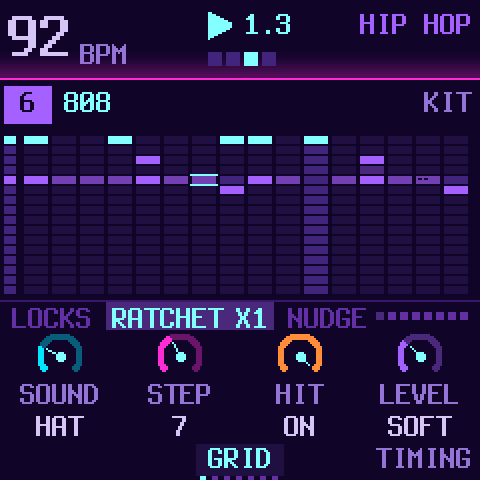 92 BPM 1.3 HIP HOP
6 808 KIT
LOCKS RATCHET X1 NUDGE
SOUND STEP HIT LEVEL
HAT 7 ON SOFT
GRID TIMING